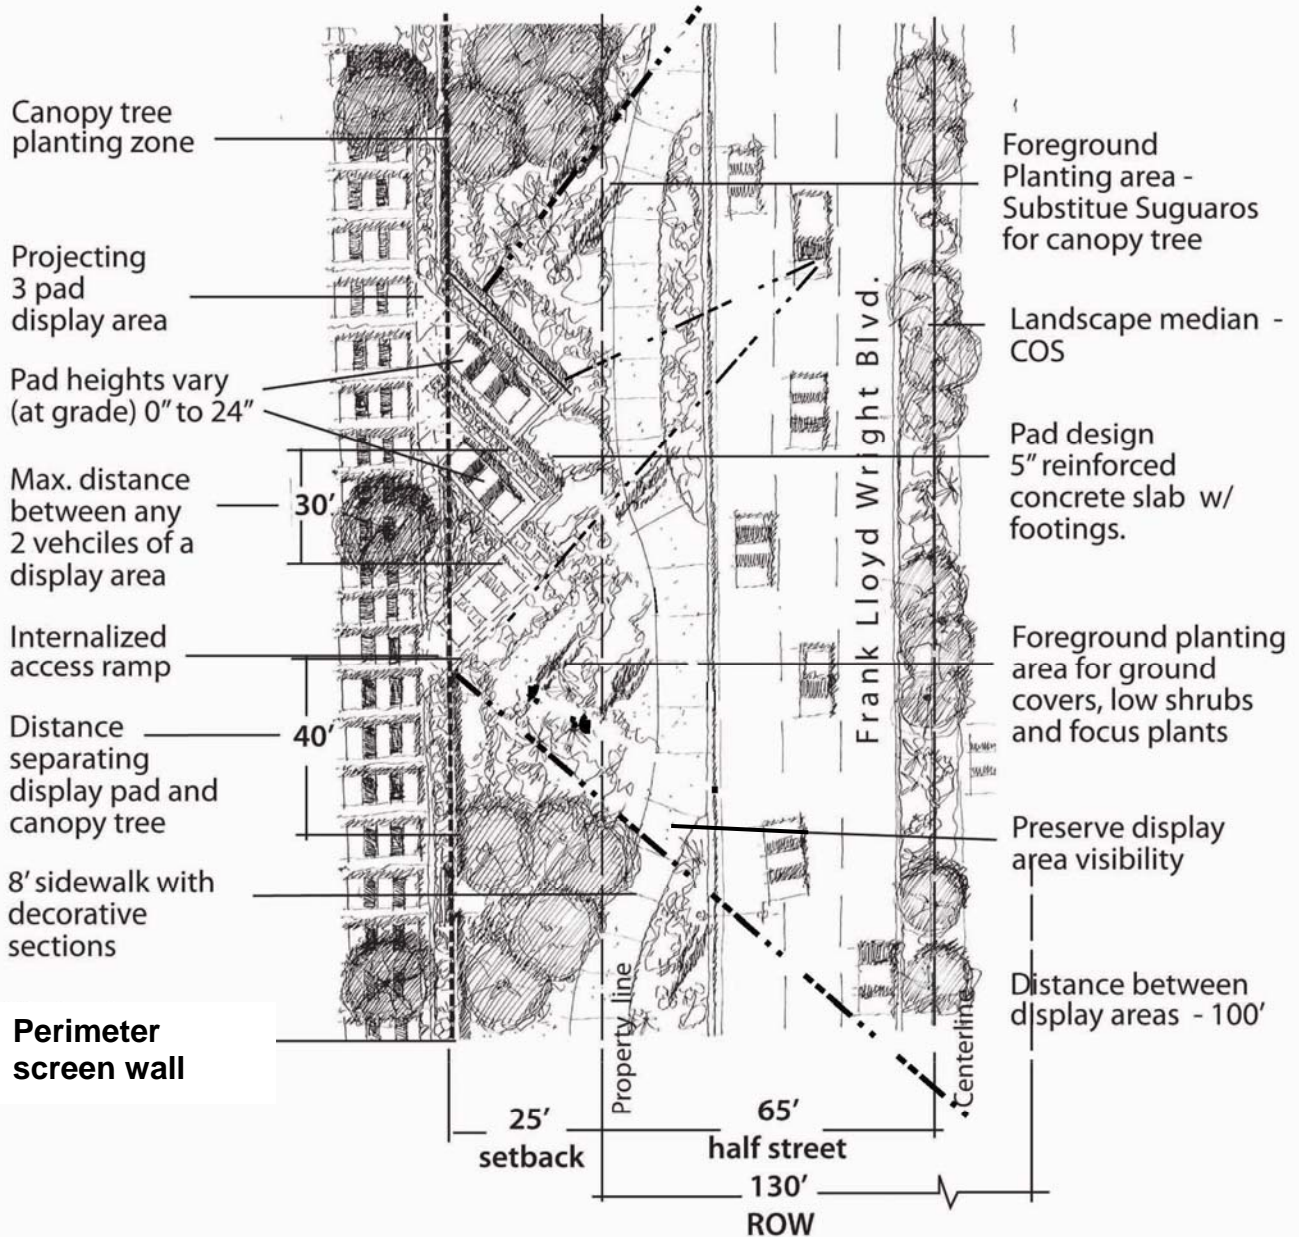 Canopy tree
planting zone
Projecting
3 pad
display area
Pad heights vary
(at grade) 0” to 24”
Max. distance
between any
2 vehciles of a
display area
30’
Internalized
access ramp
Distance
separating
display pad and
canopy tree
40’
8’ sidewalk with
decorative
sections
Perimeter
screen wall
Foreground
Planting area -
Substitue Suguaros
for canopy tree
Landscape median -
COS
Pad design
5” reinforced
concrete slab w/
footings.
Foreground planting
area for ground
covers, low shrubs
and focus plants
Preserve display
area visibility
Distance between
display areas - 100’
Frank Lloyd Wright Blvd.
Property line
Centerline
25’
setback
65’
half street
130’
ROW